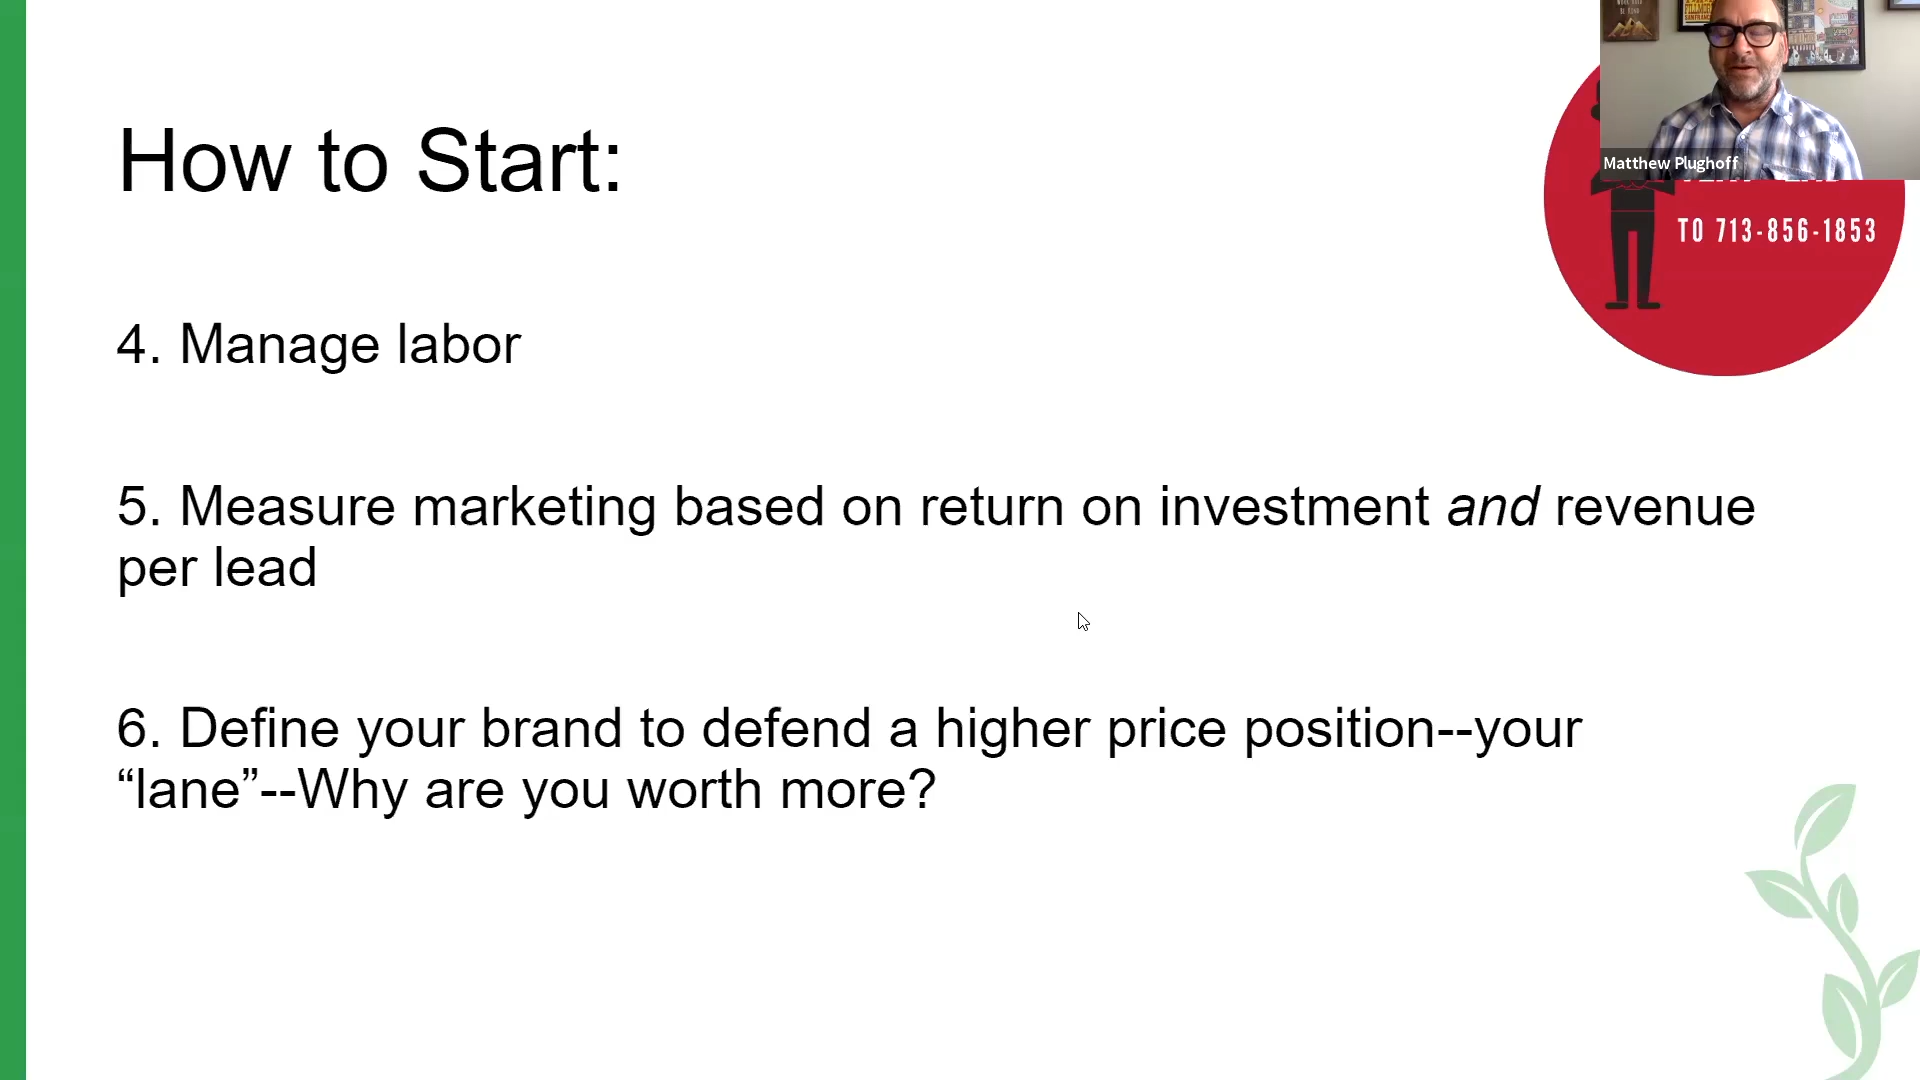 How to Start:
Matthew Plughoff
TO 713-856-1853
4. Manage labor
5. Measure marketing based on return on investment and revenue
per lead
6. Define your brand to defend a higher price position--your
“lane”--Why are you worth more?